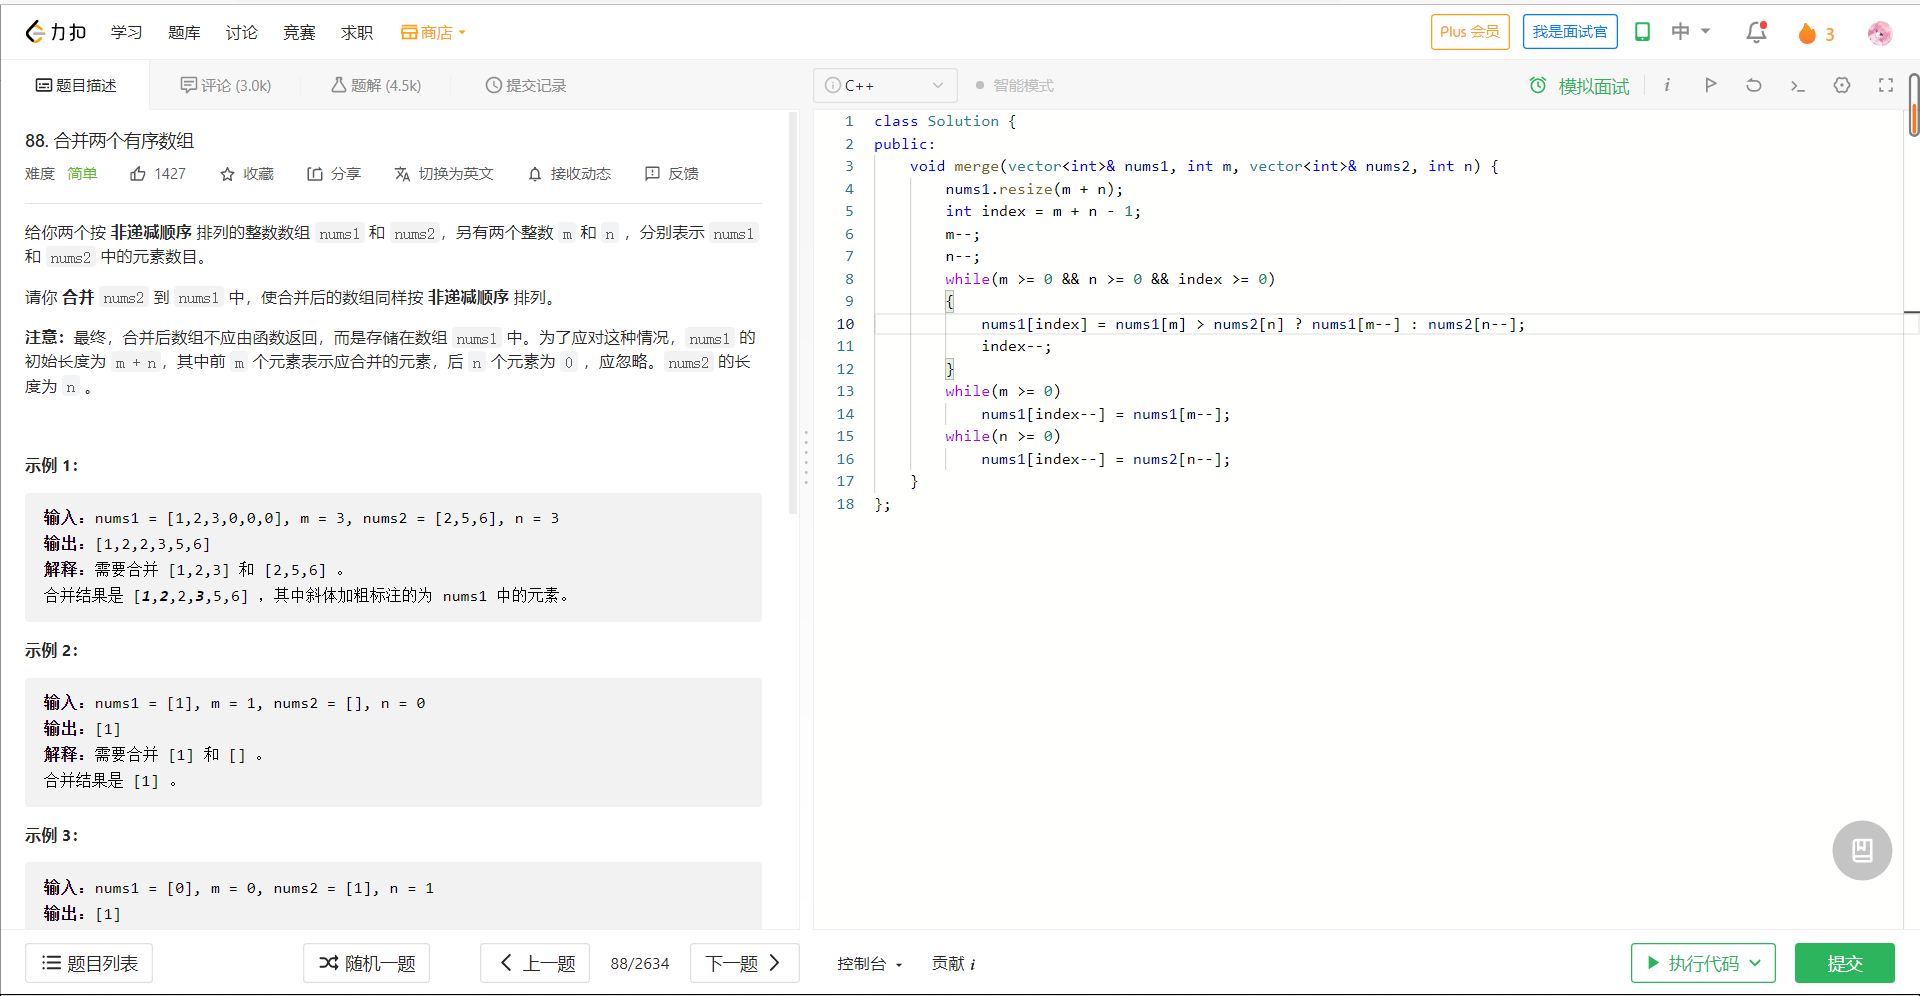 力扣 学习 题库 讨论 竞赛 求职 商店 Plus 会员 我是面试官 中 3
题目描述 评论 (3.0k) 题解 (4.5k) 提交记录
88. 合并两个有序数组
难度 简单 1427 收藏 分享 切换为英文 接收动态 反馈
给你两个按 非递减顺序 排列的整数数组 nums1 和 nums2，另有两个整数 m 和 n ，分别表示 nums1
和 nums2 中的元素数目。
请你 合并 nums2 到 nums1 中，使合并后的数组同样按 非递减顺序 排列。
注意：最终，合并后数组不应由函数返回，而是存储在数组 nums1 中。为了应对这种情况，nums1 的
初始长度为 m + n，其中前 m 个元素表示应合并的元素，后 n 个元素为 0 ，应忽略。nums2 的长
度为 n 。
示例 1：
输入：nums1 = [1,2,3,0,0,0], m = 3, nums2 = [2,5,6], n = 3
输出：[1,2,2,3,5,6]
解释：需要合并 [1,2,3] 和 [2,5,6] 。
合并结果是 [1,2,2,3,5,6] ，其中斜体加粗标注的为 nums1 中的元素。
示例 2：
输入：nums1 = [1], m = 1, nums2 = [], n = 0
输出：[1]
解释：需要合并 [1] 和 [] 。
合并结果是 [1] 。
示例 3：
输入：nums1 = [0], m = 0, nums2 = [1], n = 1
输出：[1]
C++ 智能模式 模拟面试
1 class Solution {
2 public:
3     void merge(vector<int>& nums1, int m, vector<int>& nums2, int n) {
4         nums1.resize(m + n);
5         int index = m + n - 1;
6         m--;
7         n--;
8         while(m >= 0 && n >= 0 && index >= 0)
9         {
10             nums1[index] = nums1[m] > nums2[n] ? nums1[m--] : nums2[n--];
11             index--;
12         }
13         while(m >= 0)
14             nums1[index--] = nums1[m--];
15         while(n >= 0)
16             nums1[index--] = nums2[n--];
17     }
18 };
题目列表 随机一题 上一题 88/2634 下一题 控制台 贡献 i 执行代码 提交